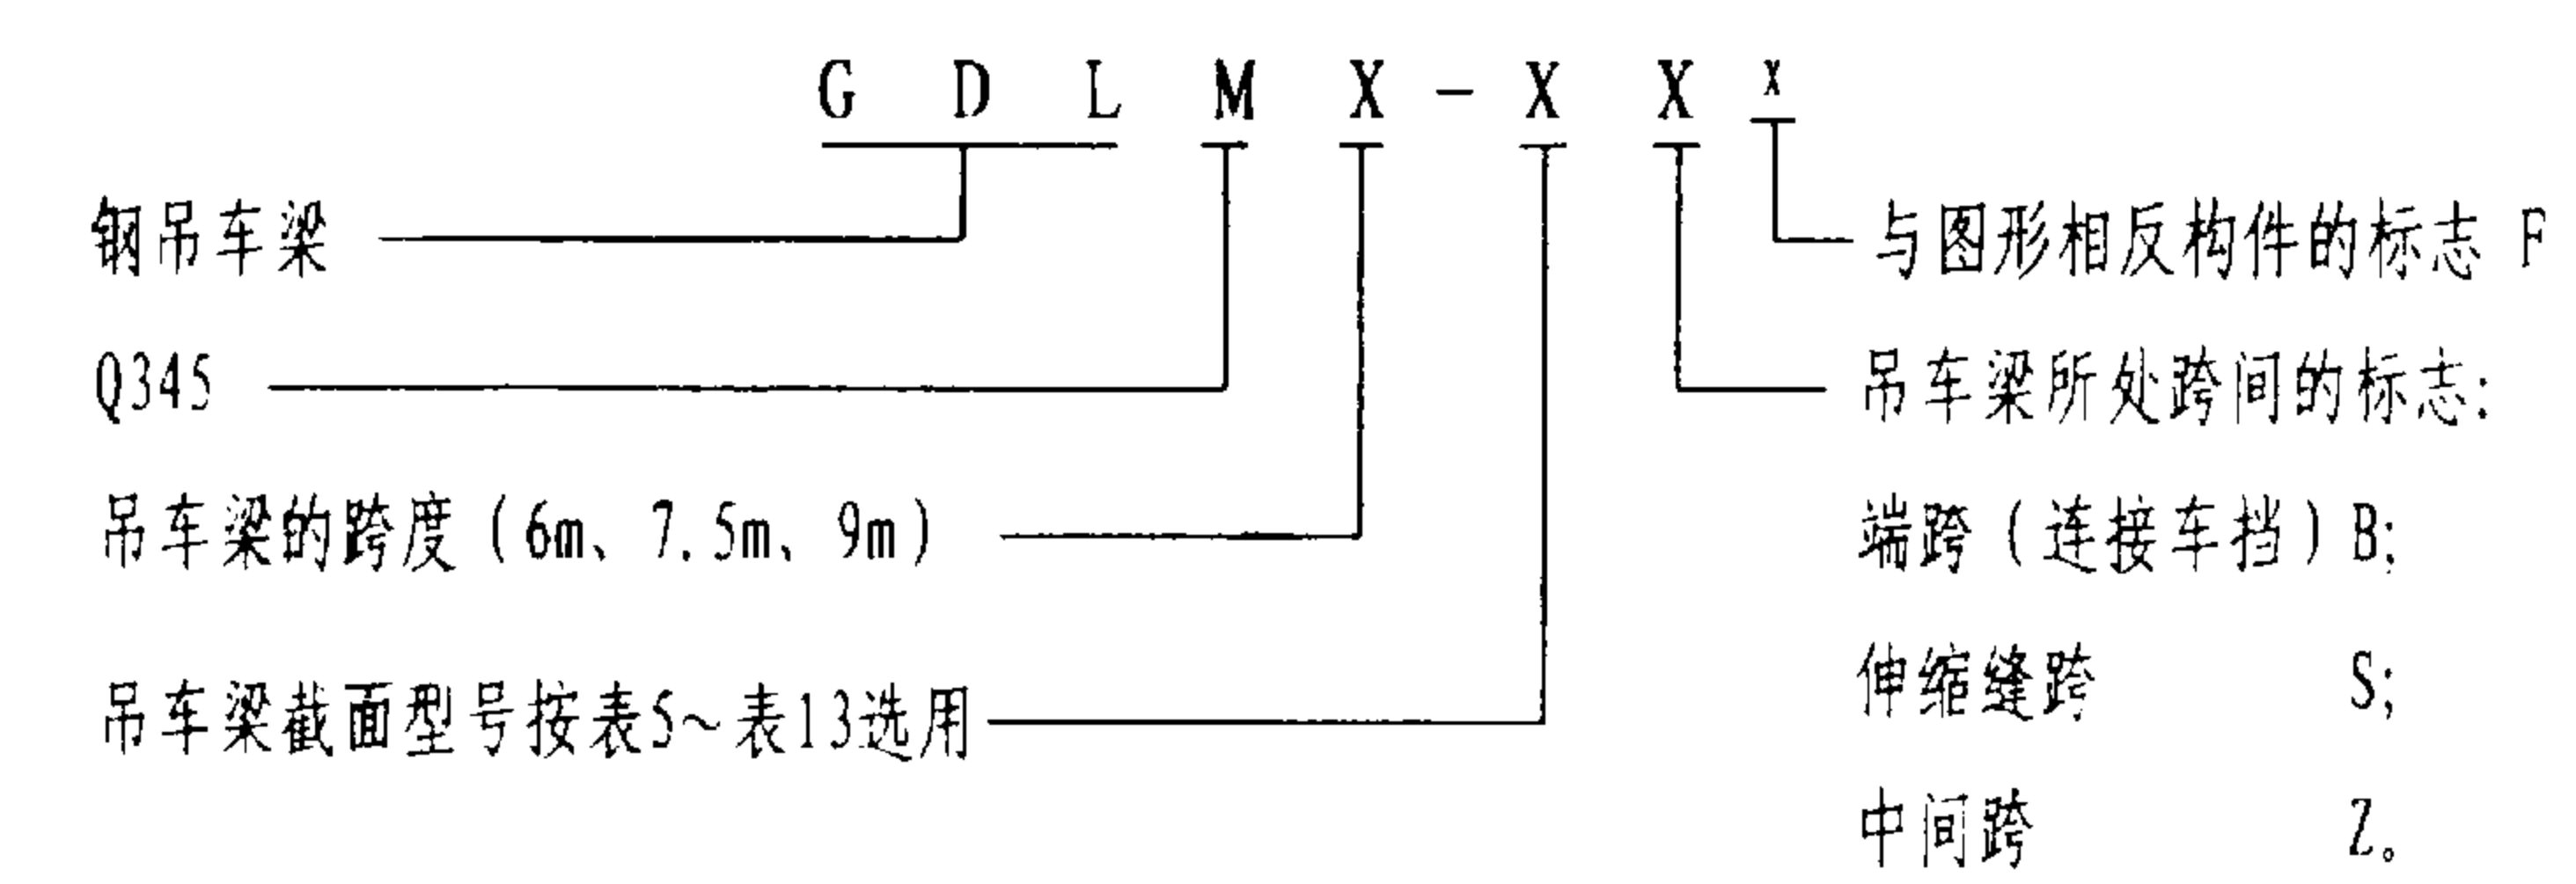 G D L M X - X X X
钢吊车梁
与图形相反构件的标志 F
Q345
吊车梁所处跨间的标志:
吊车梁的跨度(6m、7.5m、9m)
端跨(连接车挡)B;
吊车梁截面型号按表5~表13选用
伸缩缝跨 S;
中间跨 Z。